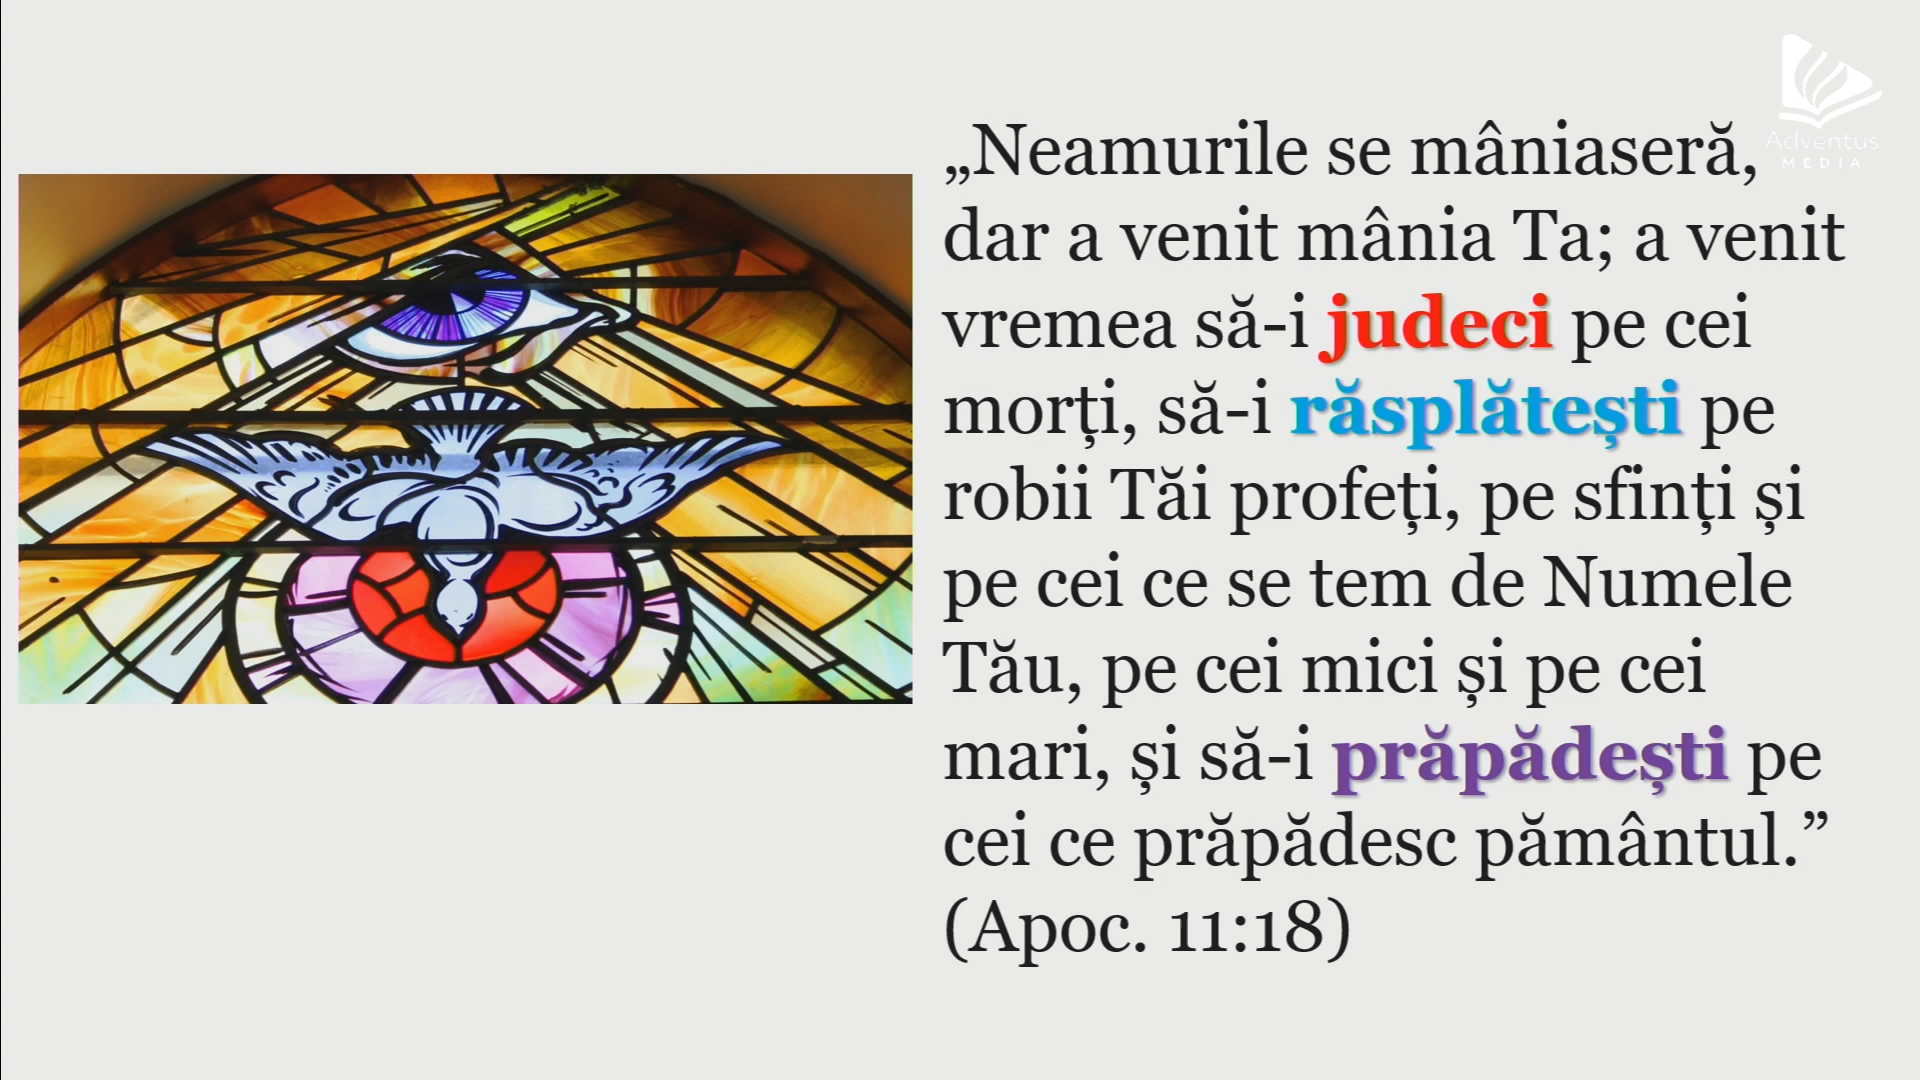 Adventus
MEDIA
„Neamurile se mâniaseră,
dar a venit mânia Ta; a venit
vremea să-i judeci pe cei
morți, să-i răsplătești pe
robii Tăi profeți, pe sfinți și
pe cei ce se tem de Numele
Tău, pe cei mici și pe cei
mari, și să-i prăpădești pe
cei ce prăpădesc pământul.”
(Apoc. 11:18)